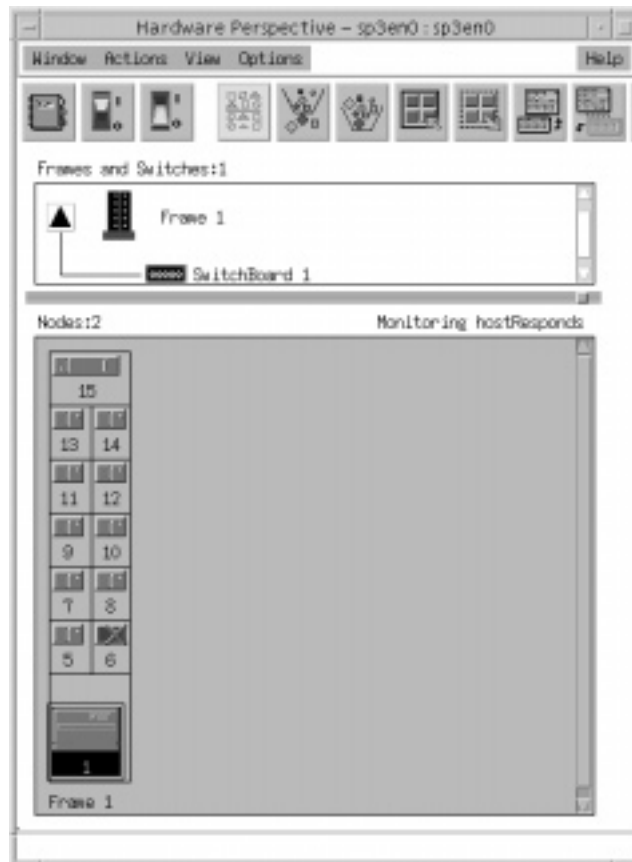 Hardware Perspective – sp3en0 : sp3en0
Window Actions View Options Help
Frames and Switches:1
Frame 1
SwitchBoard 1
Nodes:2 Monitoring hostResponds
15
13 14
11 12
9 10
7 8
5 6
1
Frame 1